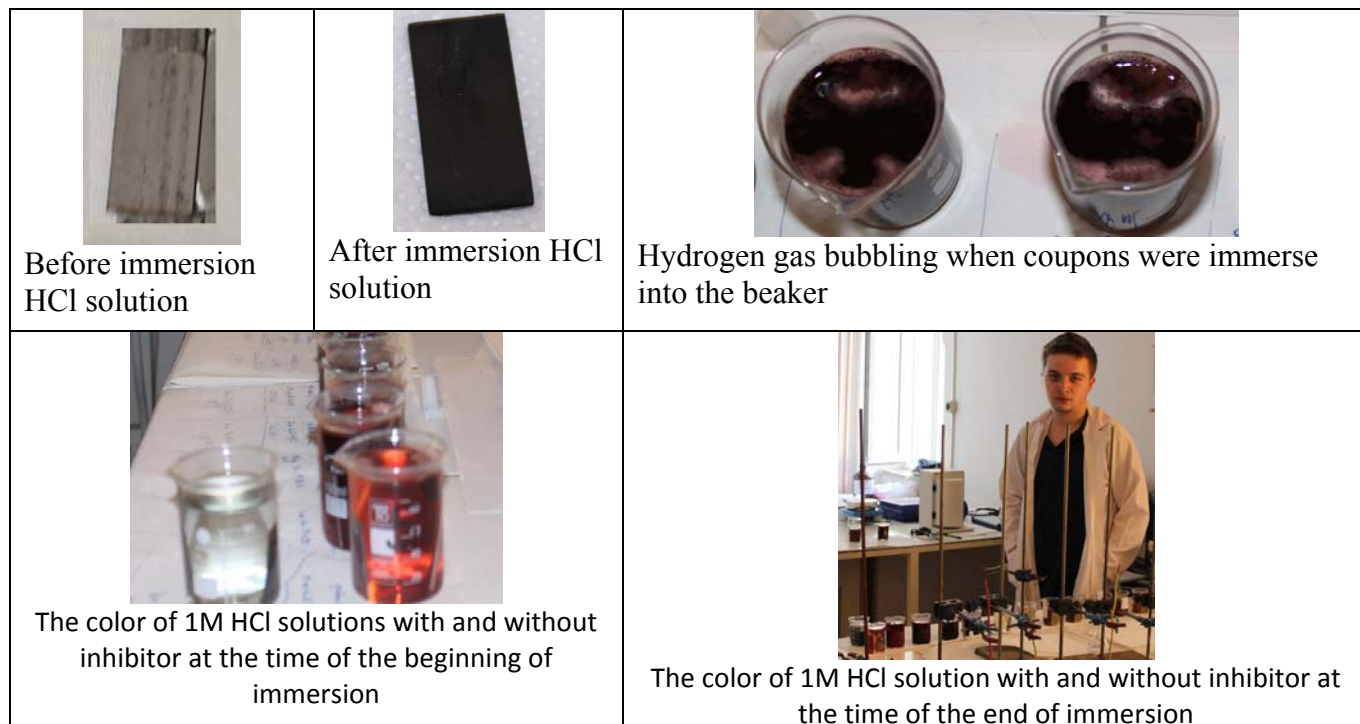 Before immersion
HCl solution
After immersion HCl
solution
Hydrogen gas bubbling when coupons were immerse
into the beaker
The color of 1M HCl solutions with and without
inhibitor at the time of the beginning of
immersion
The color of 1M HCl solution with and without inhibitor at
the time of the end of immersion